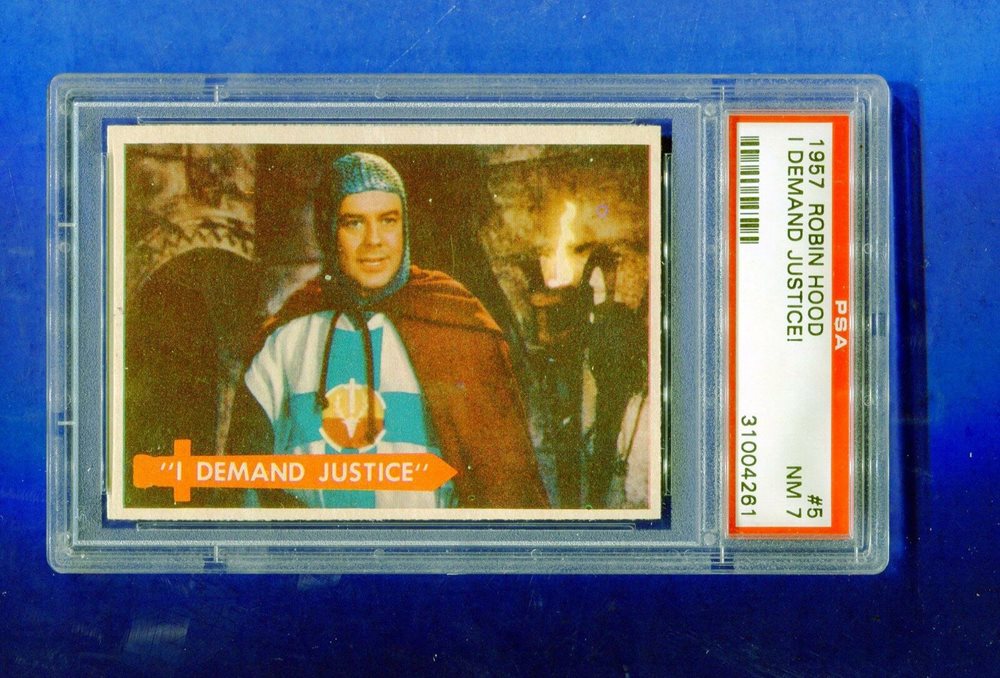 "I DEMAND JUSTICE"
PSA
1957 ROBIN HOOD #5
I DEMAND JUSTICE! NM 7
31004261